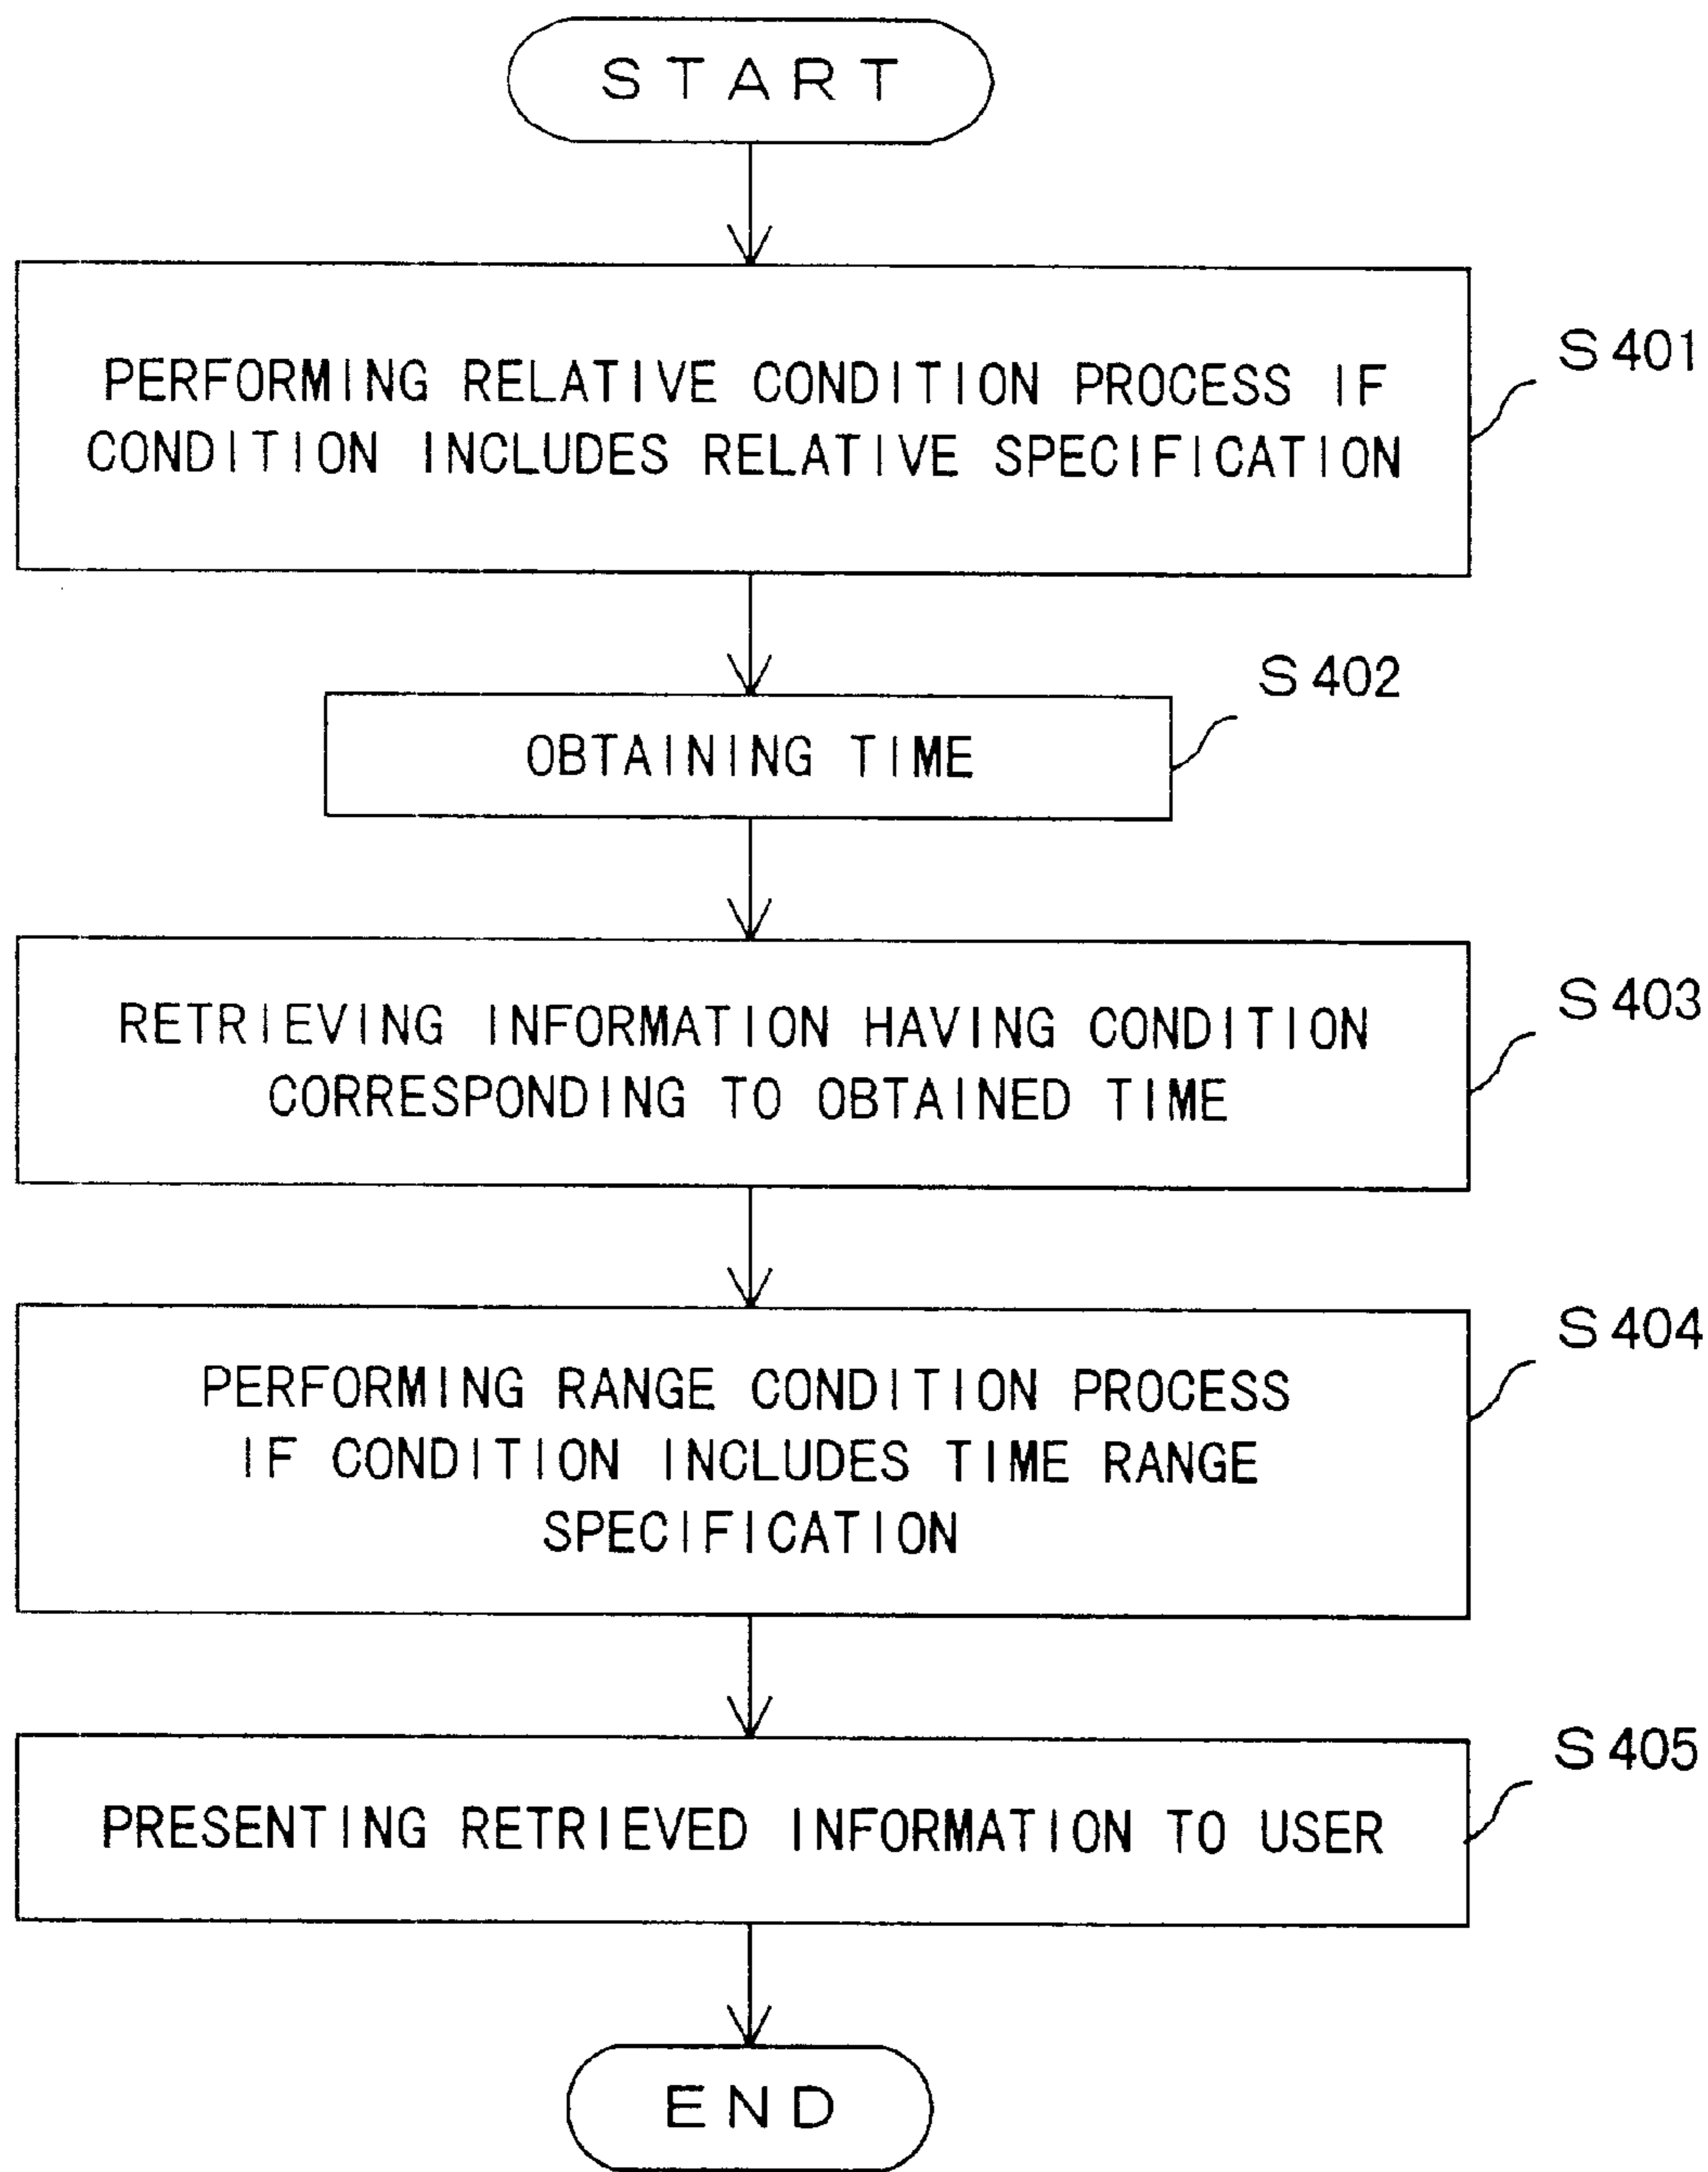 START
PERFORMING RELATIVE CONDITION PROCESS IF
CONDITION INCLUDES RELATIVE SPECIFICATION
S401
OBTAINING TIME
S402
RETRIEVING INFORMATION HAVING CONDITION
CORRESPONDING TO OBTAINED TIME
S403
PERFORMING RANGE CONDITION PROCESS
IF CONDITION INCLUDES TIME RANGE
SPECIFICATION
S404
PRESENTING RETRIEVED INFORMATION TO USER
S405
END